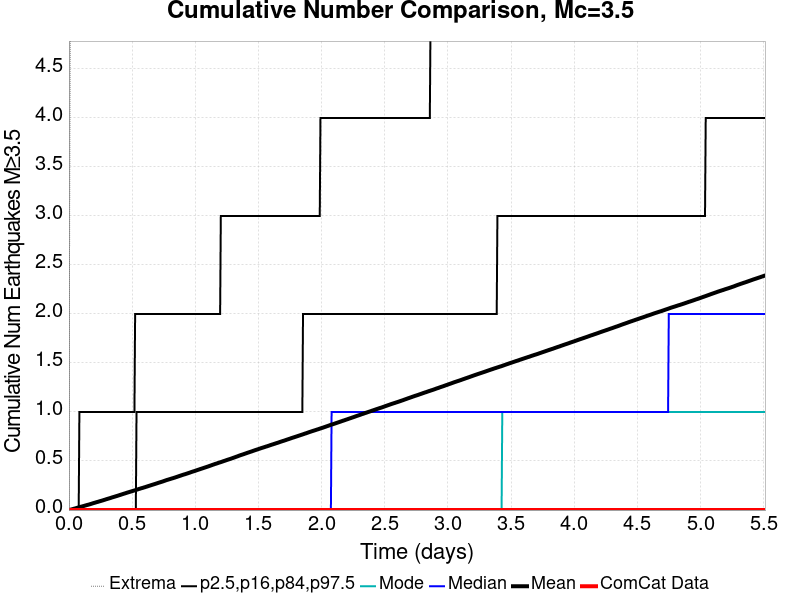 Cumulative Number Comparison, Mc=3.5
Cumulative Num Earthquakes M≥3.5
4.5
4.0
3.5
3.0
2.5
2.0
1.5
1.0
0.5
0.0
0.0 0.5 1.0 1.5 2.0 2.5 3.0 3.5 4.0 4.5 5.0 5.5
Time (days)
Extrema p2.5,p16,p84,p97.5 Mode Median Mean ComCat Data